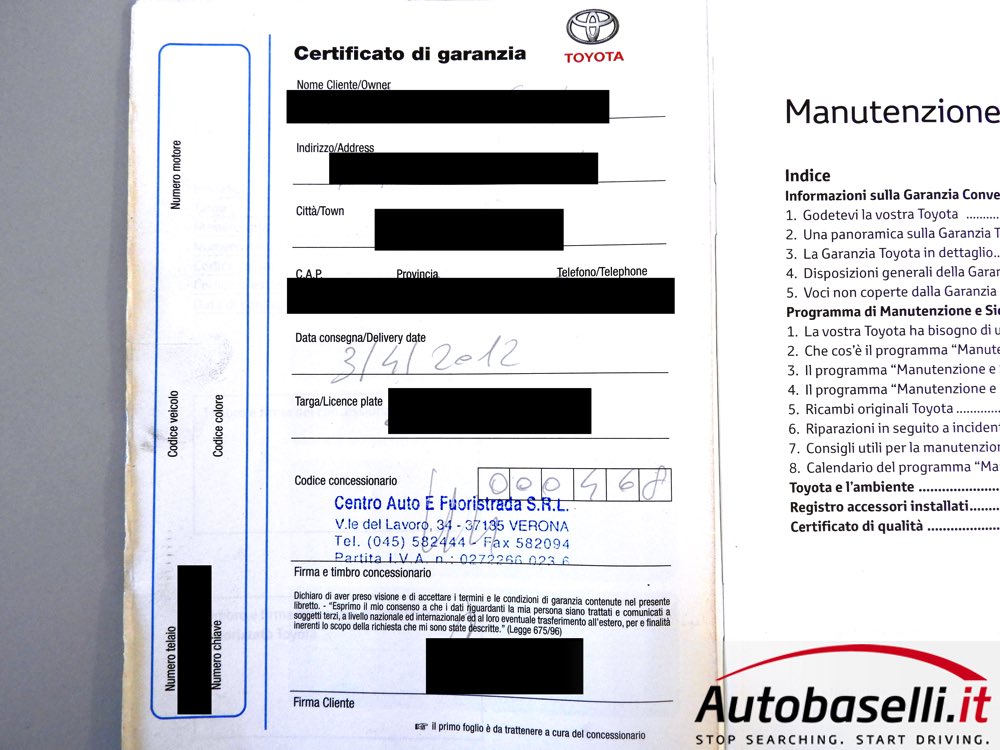 Certificato di garanzia
TOYOTA
Nome Cliente/Owner
Indirizzo/Address
Città/Town
C.A.P. Provincia Telefono/Telephone
Data consegna/Delivery date
3/4/2012
Targa/Licence plate
Codice concessionario
000468
Centro Auto E Fuoristrada S.R.L.
V.le del Lavoro, 34 - 37135 VERONA
Tel. (045) 582444 - Fax 582094
Partita I.V.A. n.: 0272266 023 6
Firma e timbro concessionario
Dichiaro di aver preso visione e di accettare i termini e le condizioni di garanzia contenute nel presente
libretto. - "Esprimo il mio consenso a che i dati riguardanti la mia persona siano trattati e comunicati a
soggetti terzi, a livello nazionale ed internazionale ed al loro eventuale trasferimento all'estero, per e finalità
inerenti lo scopo della richiesta che mi sono state descritte." (Legge 675/96)
Firma Cliente
☞ il primo foglio è da trattenere a cura del concessionario
Numero motore
Codice veicolo
Codice colore
Numero telaio
Numero chiave
Manutenzione
Indice
Informazioni sulla Garanzia Conve
1. Godetevi la vostra Toyota ..........
2. Una panoramica sulla Garanzia T
3. La Garanzia Toyota in dettaglio..
4. Disposizioni generali della Garan
5. Voci non coperte dalla Garanzia
Programma di Manutenzione e Si
1. La vostra Toyota ha bisogno di u
2. Che cos'è il programma "Manute
3. Il programma "Manutenzione e
4. Il programma "Manutenzione e
5. Ricambi originali Toyota ...........
6. Riparazioni in seguito a incident
7. Consigli utili per la manutenzion
8. Calendario del programma "Ma
Toyota e l'ambiente ....................
Registro accessori installati.......
Certificato di qualità ..................
Autobaselli.it
STOP SEARCHING. START DRIVING.